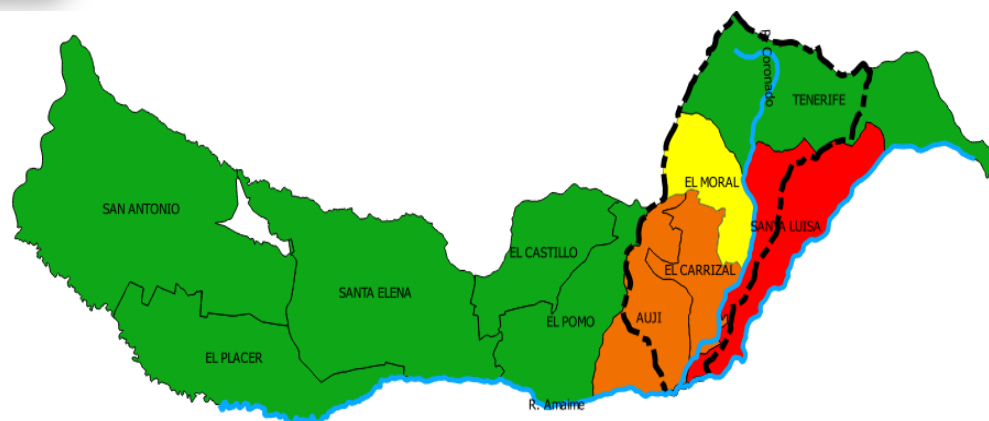 R. Coronado
TENERIFE
EL MORAL
SAN ANTONIO
SANTA LUISA
EL CASTILLO
EL CARRIZAL
SANTA ELENA
EL POMO
AUJI
EL PLACER
R. Amaime